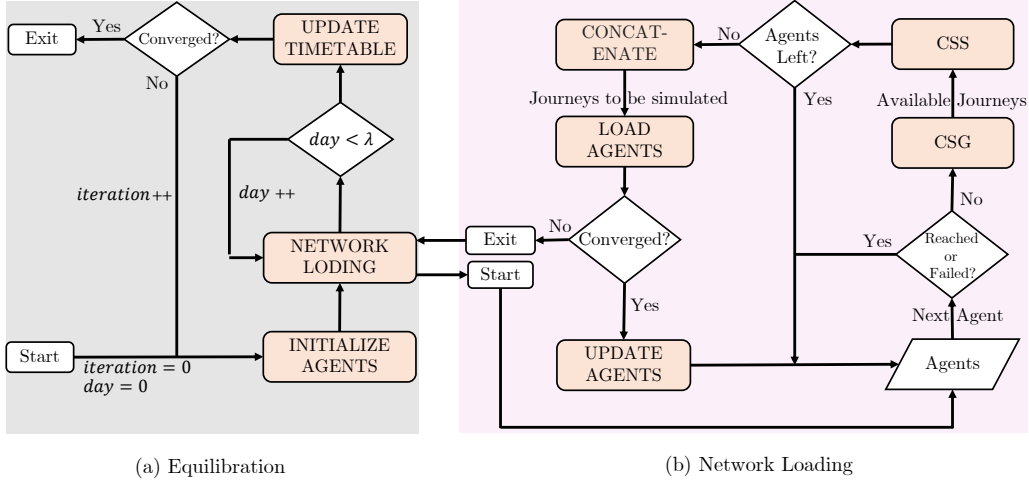 Exit
Yes
Converged?
UPDATE
TIMETABLE
No
day < λ
iteration++
day ++
NETWORK
LODING
Start
iteration = 0
day = 0
INITIALIZE
AGENTS
(a) Equilibration
CONCAT-
ENATE
No
Agents
Left?
CSS
Journeys to be simulated
Yes
Available Journeys
LOAD
AGENTS
CSG
No
Exit
No
Converged?
Yes
Reached
or
Failed?
Start
Yes
Next Agent
UPDATE
AGENTS
Agents
(b) Network Loading